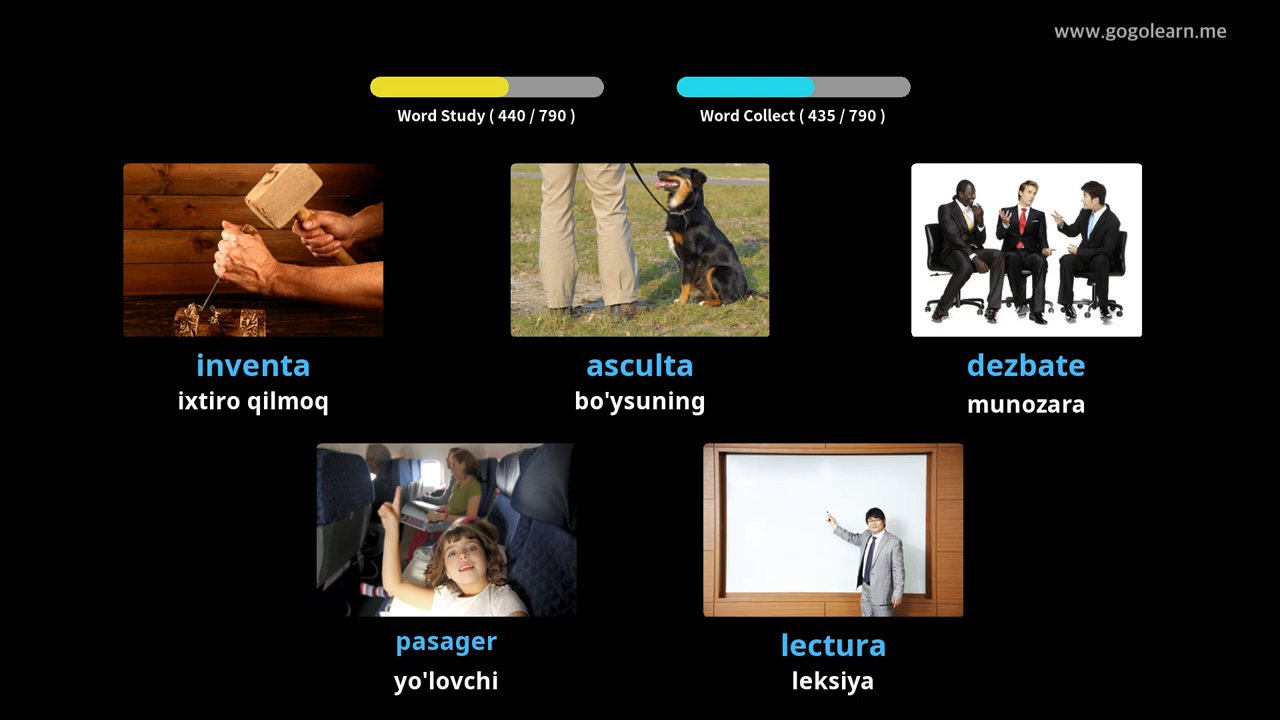 www.gogolearn.me
Word Study ( 440 / 790 )
Word Collect ( 435 / 790 )
inventa
ixtiro qilmoq
asculta
bo'ysuning
dezbate
munozara
pasager
yo'lovchi
lectura
leksiya